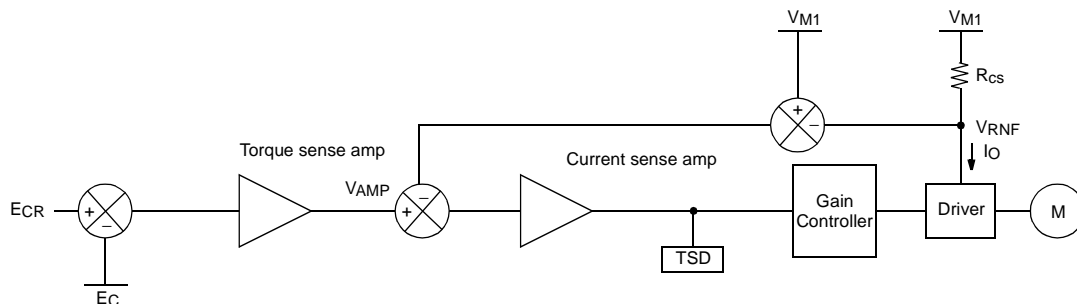 VM1
VM1
RCS
+
−
VRNF
IO
Torque sense amp
Current sense amp
VAMP
−
+
ECR
+
−
Gain
Controller
Driver
M
TSD
EC